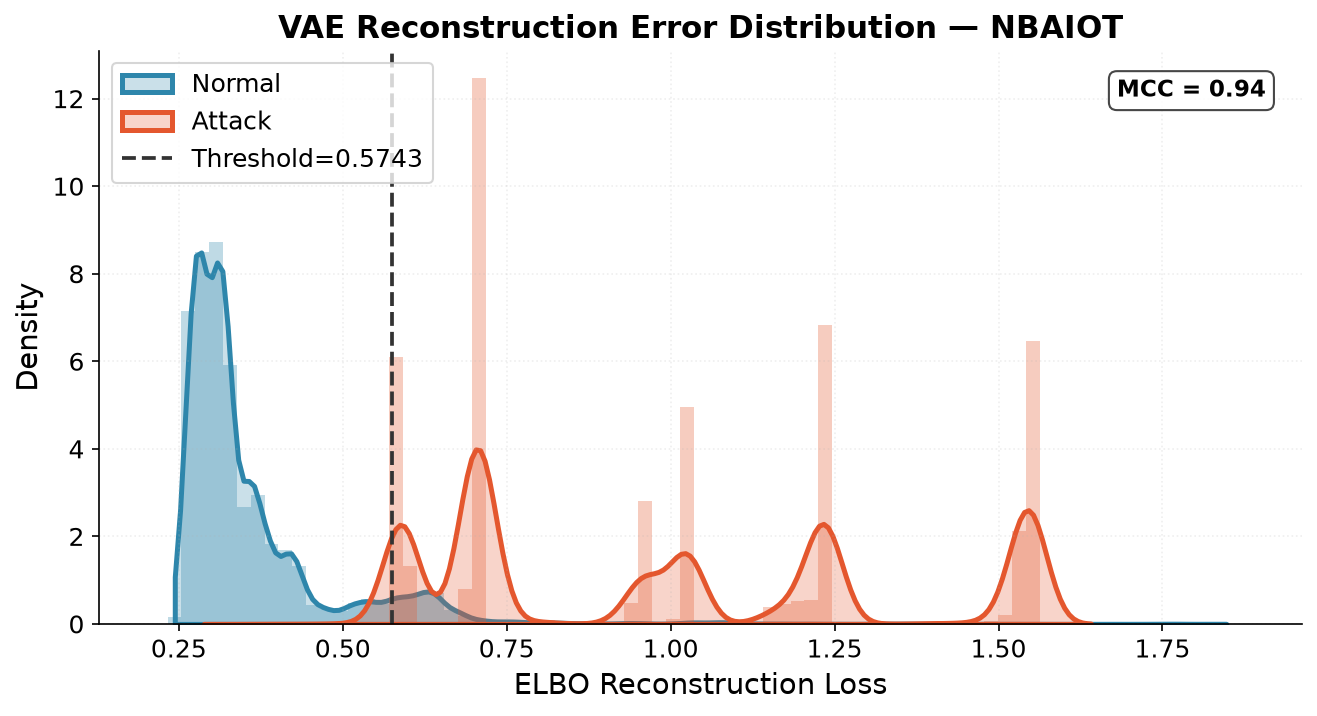 VAE Reconstruction Error Distribution — NBAIOT
Normal
Attack
Threshold=0.5743
MCC = 0.94
Density
12
10
8
6
4
2
0
0.25 0.50 0.75 1.00 1.25 1.50 1.75
ELBO Reconstruction Loss